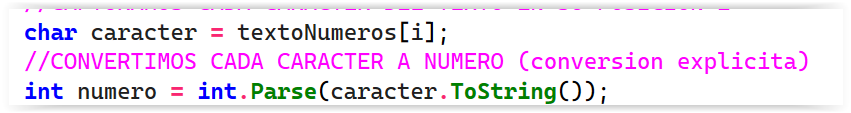 char caracter = textoNumeros[i];
//CONVERTIMOS CADA CARACTER A NUMERO (conversion explicita)
int numero = int.Parse(caracter.ToString());